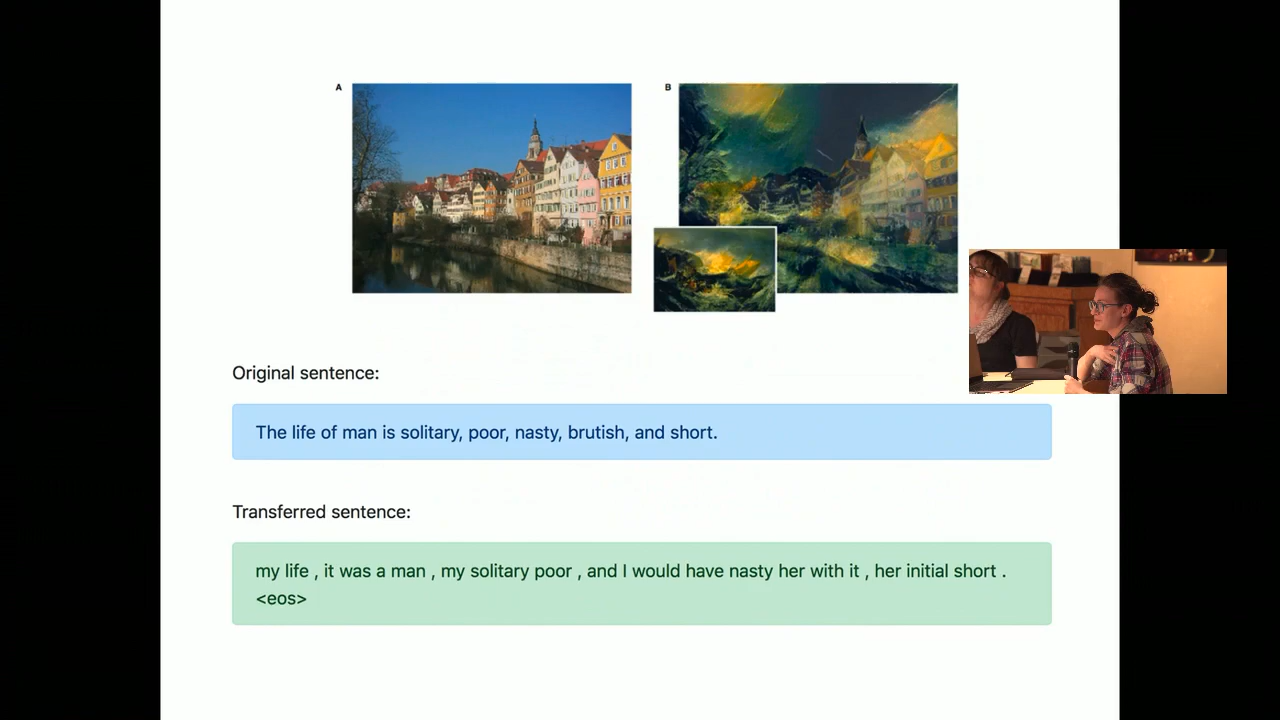 A B
Original sentence:
The life of man is solitary, poor, nasty, brutish, and short.
Transferred sentence:
my life , it was a man , my solitary poor , and I would have nasty her with it , her initial short .
<eos>